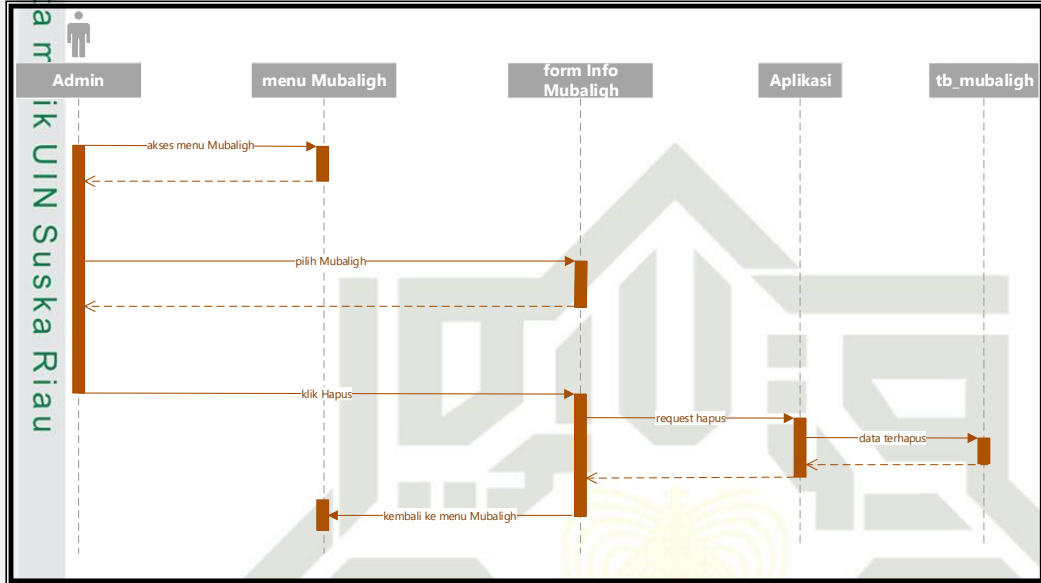 Admin
menu Mubaligh
form Info
Mubaligh
Aplikasi
tb_mubaligh
akses menu Mubaligh
pilih Mubaligh
klik Hapus
request hapus
data terhapus
kembali ke menu Mubaligh
ik UIN Suska Riau